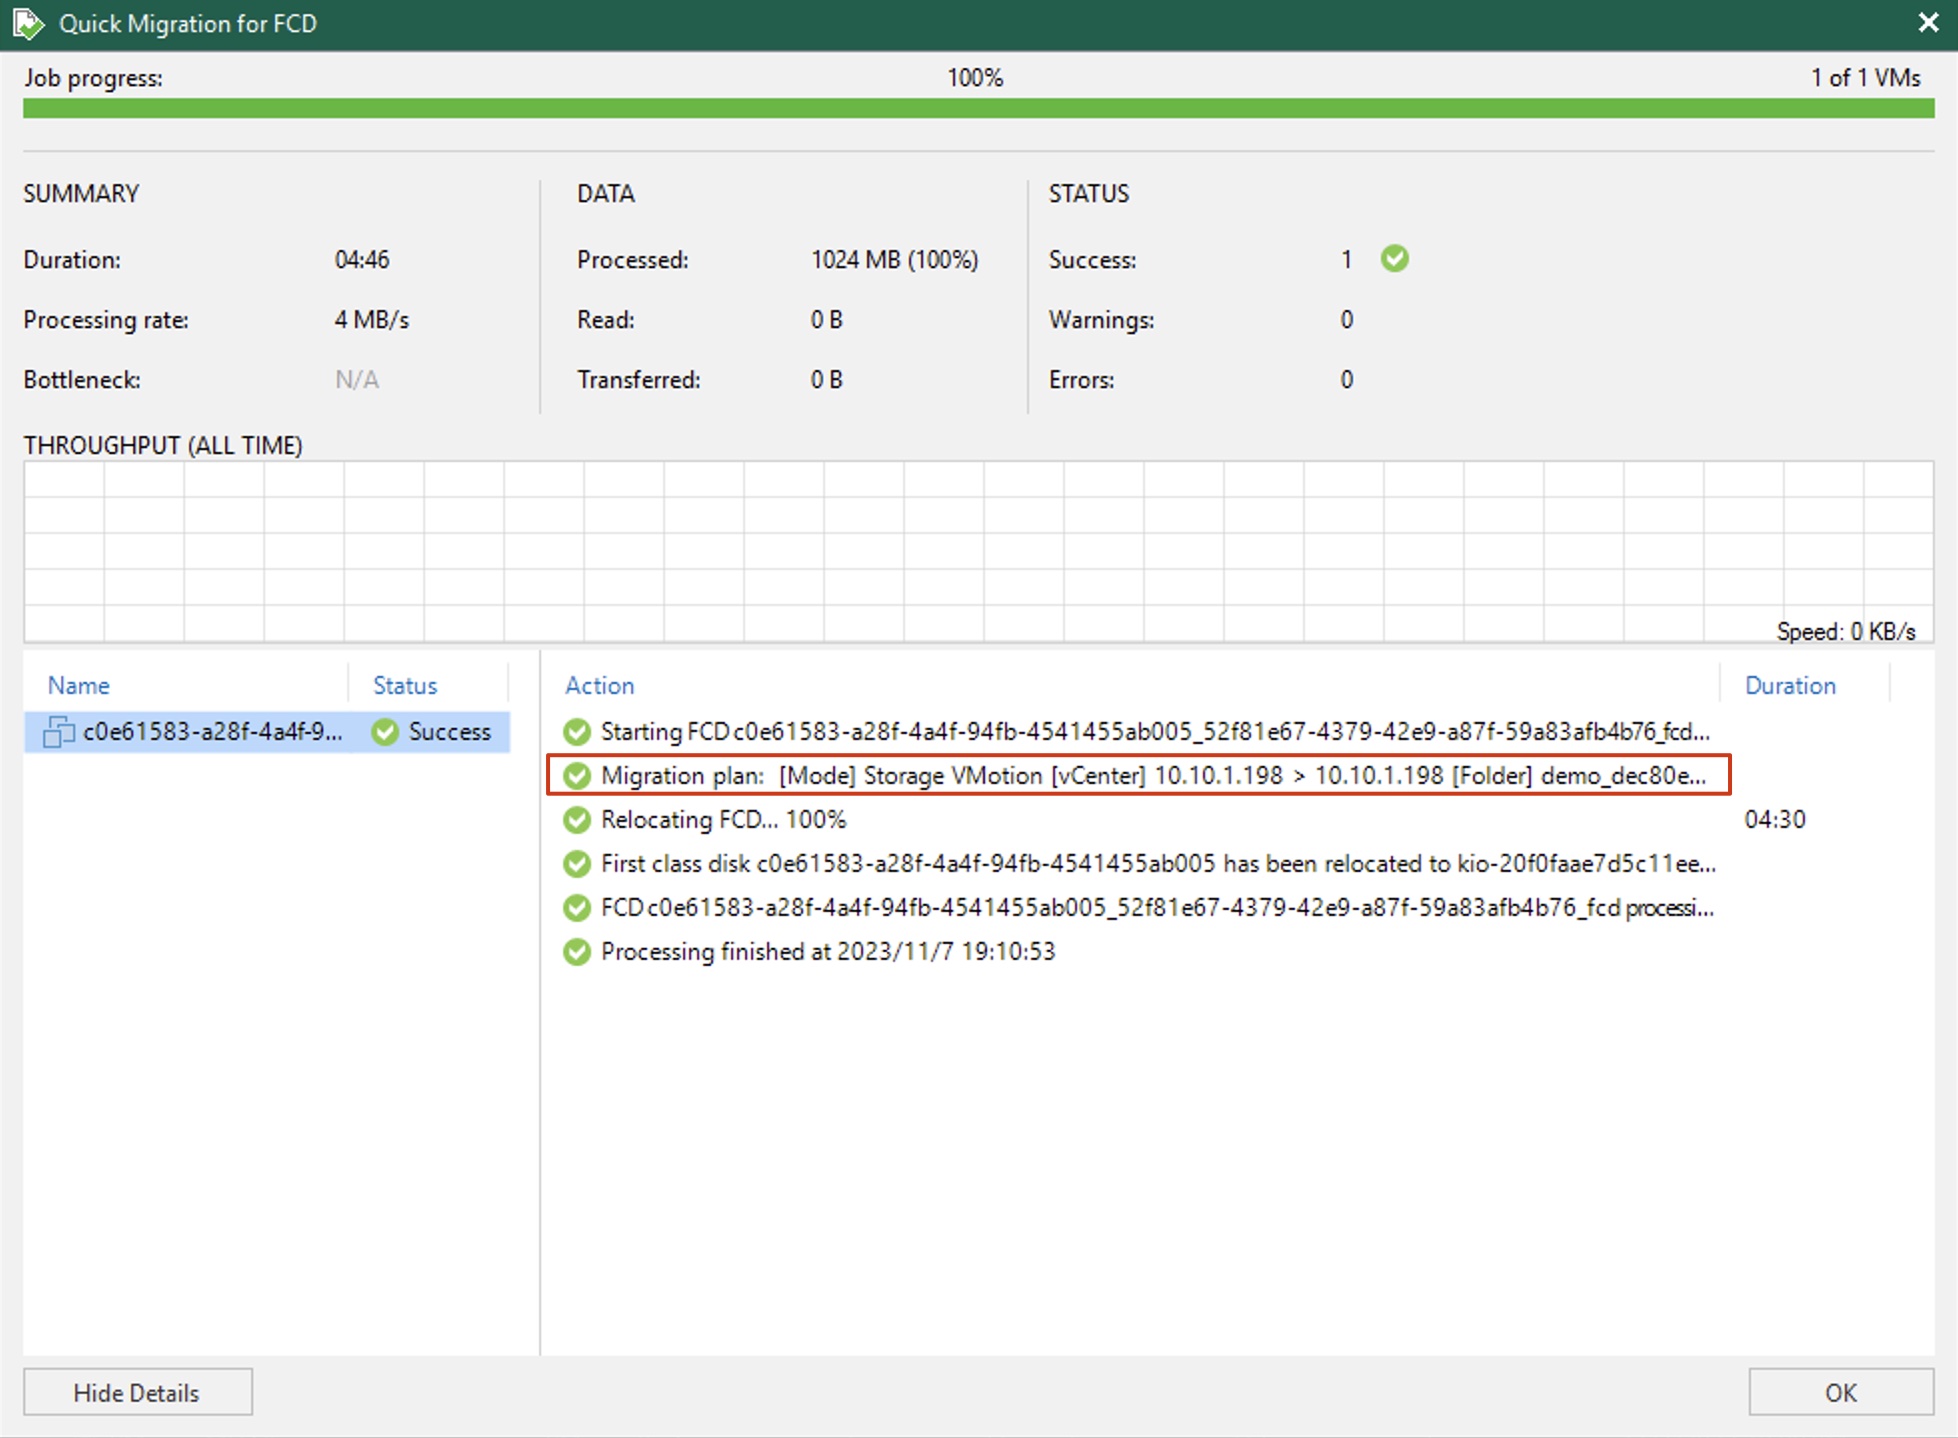 Quick Migration for FCD
Job progress: 100% 1 of 1 VMs
SUMMARY DATA STATUS
Duration: 04:46 Processed: 1024 MB (100%) Success: 1
Processing rate: 4 MB/s Read: 0 B Warnings: 0
Bottleneck: N/A Transferred: 0 B Errors: 0
THROUGHPUT (ALL TIME)
Speed: 0 KB/s
Name Status Action Duration
c0e61583-a28f-4a4f-9... Success Starting FCD c0e61583-a28f-4a4f-94fb-4541455ab005_52f81e67-4379-42e9-a87f-59a83afb4b76_fcd...
Migration plan: [Mode] Storage VMotion [vCenter] 10.10.1.198 > 10.10.1.198 [Folder] demo_dec80e...
Relocating FCD... 100% 04:30
First class disk c0e61583-a28f-4a4f-94fb-4541455ab005 has been relocated to kio-20f0faae7d5c11ee...
FCD c0e61583-a28f-4a4f-94fb-4541455ab005_52f81e67-4379-42e9-a87f-59a83afb4b76_fcd processi...
Processing finished at 2023/11/7 19:10:53
Hide Details OK